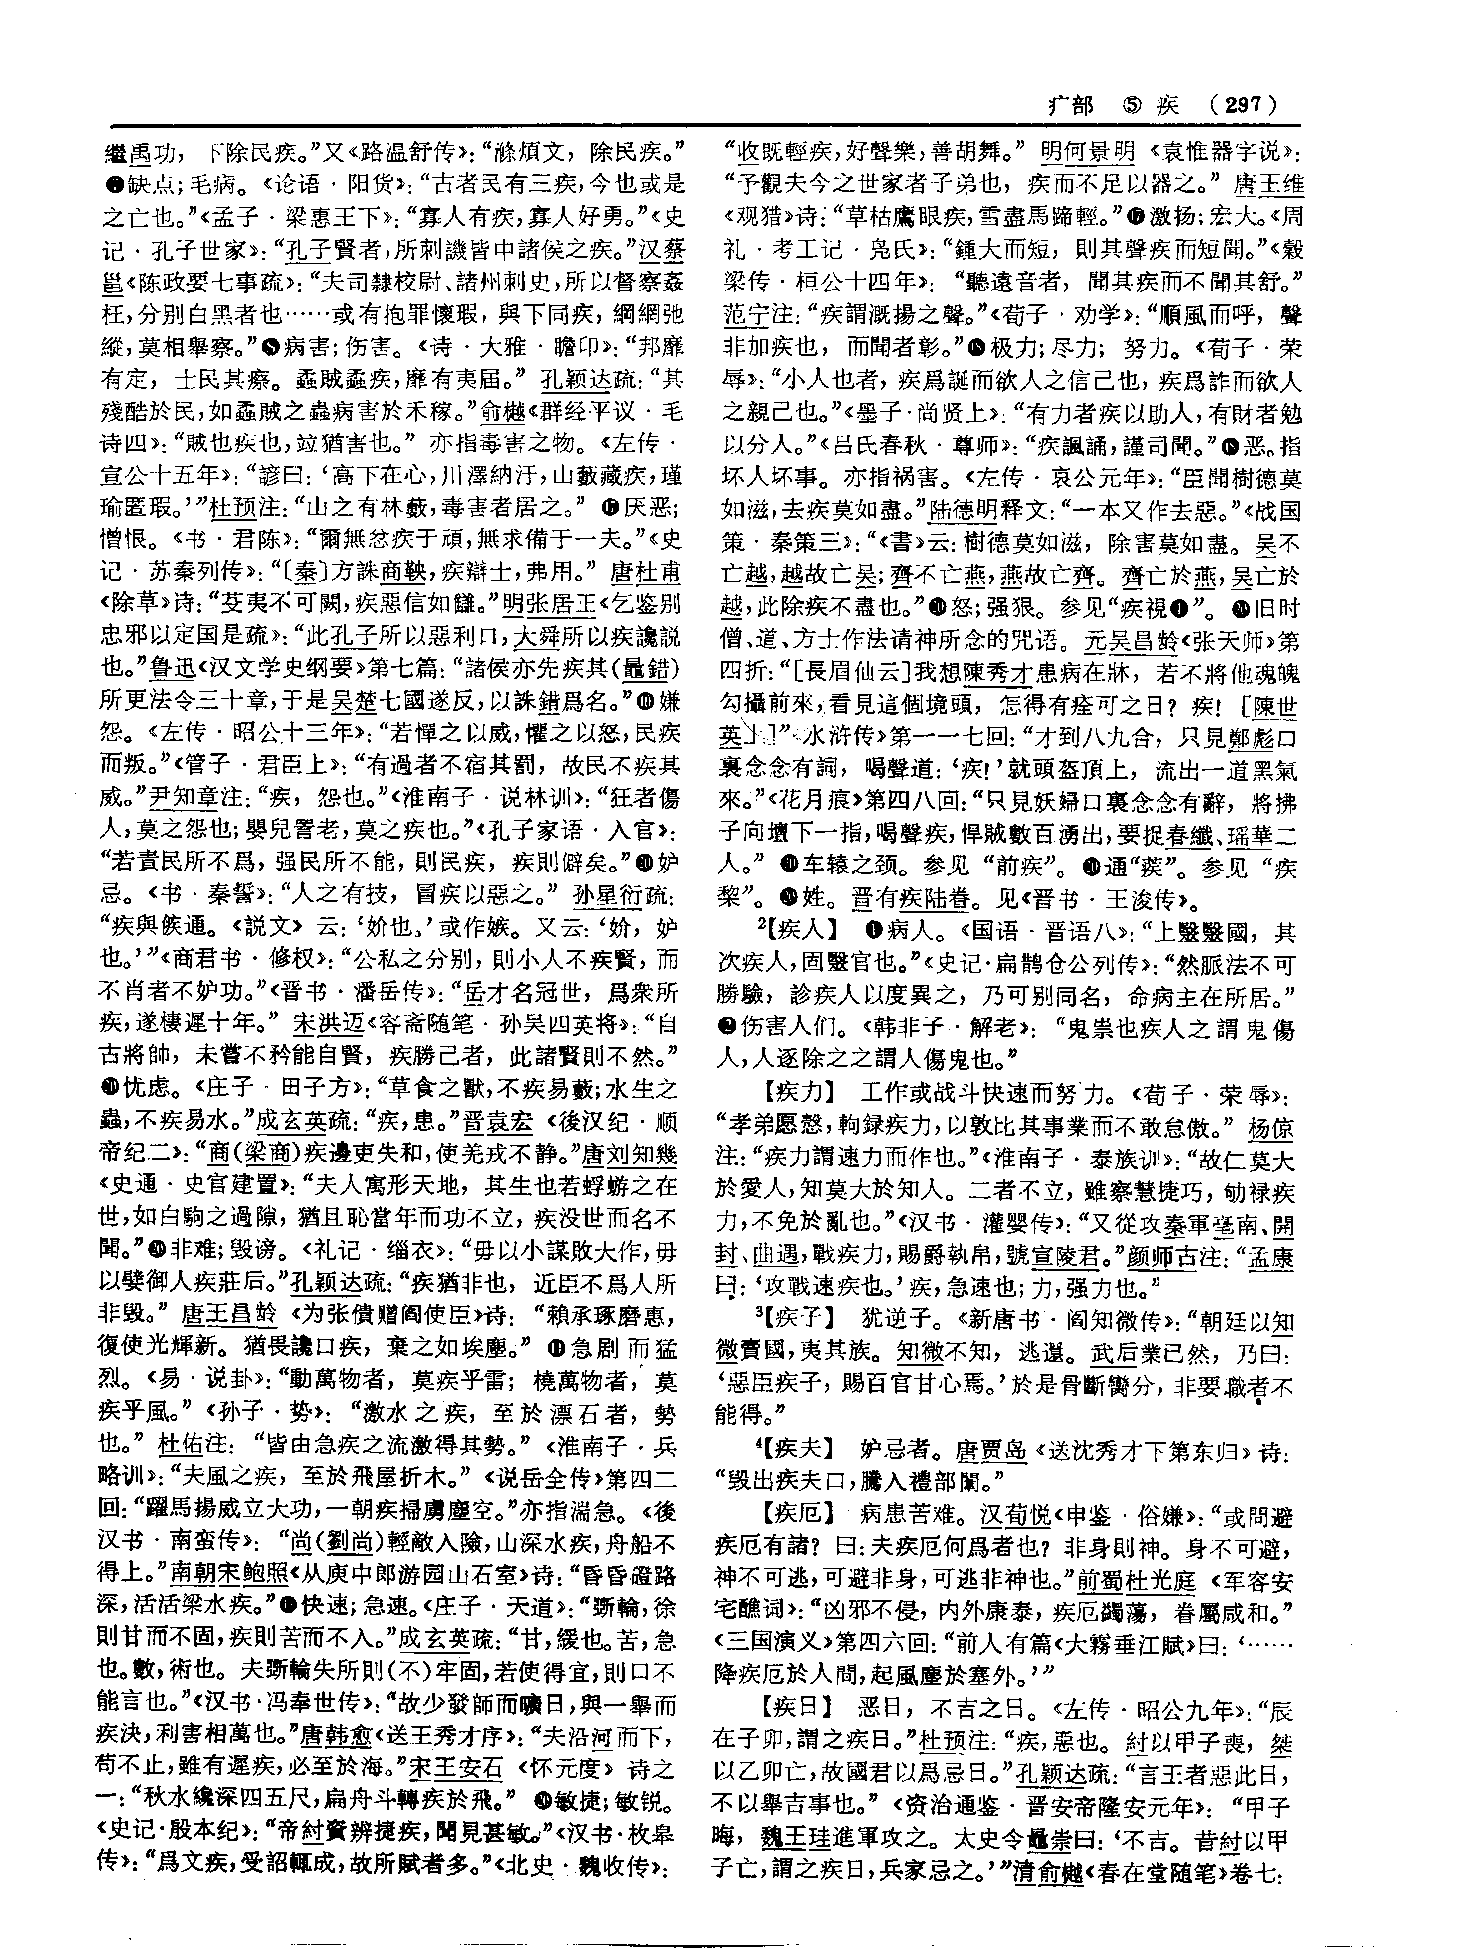 疒部 ⑤ 疾 (297)
繼禹功，下除民疾。”又《路温舒传》：“滌煩文，除民疾。”
缺点；毛病。《论语·阳货》：“古者民有三疾，今也或是
之亡也。”《孟子·梁惠王下》：“寡人有疾，寡人好勇。”《史
记·孔子世家》：“孔子賢者，所刺譏皆中諸侯之疾。”汉蔡
邕《陈政要七事疏》：“夫司隸校尉、諸州刺史，所以督察姦
枉，分别白黑者也……或有抱罪懷瑕，與下同疾，綱網弛
縱，莫相舉察。”❺病害；伤害。《诗·大雅·瞻卬》：“邦靡
有定，士民其瘵。蟊賊蟊疾，靡有夷届。”孔颖达疏：“其
殘酷於民，如蟊賊之蟲病害於禾稼。”俞樾《群经平议·毛
诗四》：“賊也疾也，竝猶害也。”亦指毒害之物。《左传·
宣公十五年》：“諺曰：‘高下在心，川澤納汙，山藪藏疾，瑾
瑜匿瑕。’”杜预注：“山之有林藪，毒害者居之。”❻厌恶；
憎恨。《书·君陈》：“爾無忿疾于頑，無求備于一夫。”《史
记·苏秦列传》：“〔秦〕方誅商鞅，疾辯士，弗用。”唐杜甫
《除草》诗：“芟夷不可闕，疾惡信如讎。”明张居正《乞鉴别
忠邪以定国是疏》：“此孔子所以惡利口，大舜所以疾讒説
也。”鲁迅《汉文学史纲要》第七篇：“諸侯亦先疾其(鼂錯)
所更法令三十章，于是吴楚七國遂反，以誅錯爲名。”嫌
怨。《左传·昭公十三年》：“若憚之以威，懼之以怒，民疾
而叛。”《管子·君臣上》：“有過者不宿其罰，故民不疾其
威。”尹知章注：“疾，怨也。”《淮南子·说林训》：“狂者傷
人，莫之怨也；嬰兒詈老，莫之疾也。”《孔子家语·入官》：
“若責民所不爲，强民所不能，則民疾，疾則僻矣。”妒
忌。《书·秦誓》：“人之有技，冒疾以惡之。”孙星衍疏：
“疾與㑵通。《説文》云：‘妎也。’或作嫉。又云：‘妎，妒
也。’”《商君书·修权》：“公私之分别，則小人不疾賢，而
不肖者不妒功。”《晋书·潘岳传》：“岳才名冠世，爲衆所
疾，遂棲遲十年。”宋洪迈《容斋随笔·孙吴四英将》：“自
古將帥，未嘗不矜能自賢，疾勝己者，此諸賢則不然。”
忧虑。《庄子·田子方》：“草食之獸，不疾易藪；水生之
蟲，不疾易水。”成玄英疏：“疾，患。”晋袁宏《後汉纪·顺
帝纪二》：“商(梁商)疾邊吏失和，使羌戎不静。”唐刘知幾
《史通·史官建置》：“夫人寓形天地，其生也若蜉蝣之在
世，如白駒之過隙，猶且恥當年而功不立，疾没世而名不
聞。”非难；毁谤。《礼记·缁衣》：“毋以小謀敗大作，毋
以嬖御人疾莊后。”孔颖达疏：“疾猶非也，近臣不爲人所
非毁。”唐王昌龄《为张僓赠阎使臣》诗：“賴承琢磨惠，
復使光輝新。猶畏讒口疾，棄之如埃塵。”急剧而猛
烈。《易·说卦》：“動萬物者，莫疾乎雷；橈萬物者，莫
疾乎風。”《孙子·势》：“激水之疾，至於漂石者，勢
也。”杜佑注：“皆由急疾之流激得其勢。”《淮南子·兵
略训》：“夫風之疾，至於飛屋折木。”《说岳全传》第四二
回：“躍馬揚威立大功，一朝疾掃虜塵空。”亦指湍急。《後
汉书·南蛮传》：“尚(劉尚)輕敵入險，山深水疾，舟船不
得上。”南朝宋鲍照《从庾中郎游园山石室》诗：“昏昏磴路
深，活活梁水疾。”快速；急速。《庄子·天道》：“斲輪，徐
則甘而不固，疾則苦而不入。”成玄英疏：“甘，緩也。苦，急
也。數，術也。夫斲輪失所則(不)牢固，若使得宜，則口不
能言也。”《汉书·冯奉世传》：“故少發師而曠日，與一舉而
疾決，利害相萬也。”唐韩愈《送王秀才序》：“夫沿河而下，
苟不止，雖有遲疾，必至於海。”宋王安石《怀元度》诗之
一：“秋水纔深四五尺，扁舟斗轉疾於飛。”敏捷；敏锐。
《史记·殷本纪》：“帝紂資辨捷疾，聞見甚敏。”《汉书·枚皋
传》：“爲文疾，受詔輒成，故所賦者多。”《北史·魏收传》：
“收既輕疾，好聲樂，善胡舞。”明何景明《袁惟器字说》：
“予觀夫今之世家者子弟也，疾而不足以器之。”唐王维
《观猎》诗：“草枯鷹眼疾，雪盡馬蹄輕。”激扬；宏大。《周
礼·考工记·凫氏》：“鍾大而短，則其聲疾而短聞。”《穀
梁传·桓公十四年》：“聽遠音者，聞其疾而不聞其舒。”
范宁注：“疾謂激揚之聲。”《荀子·劝学》：“順風而呼，聲
非加疾也，而聞者彰。”极力；尽力；努力。《荀子·荣
辱》：“小人也者，疾爲誕而欲人之信己也，疾爲詐而欲人
之親己也。”《墨子·尚贤上》：“有力者疾以助人，有財者勉
以分人。”《吕氏春秋·尊师》：“疾諷誦，謹司聞。”恶。指
坏人坏事。亦指祸害。《左传·哀公元年》：“臣聞樹德莫
如滋，去疾莫如盡。”陆德明释文：“一本又作去惡。”《战国
策·秦策三》：“《書》云：樹德莫如滋，除害莫如盡。吴不
亡越，越故亡吴；齊不亡燕，燕故亡齊。齊亡於燕，吴亡於
越，此除疾不盡也。”怒；强狠。参见“疾視❶”。旧时
僧、道、方士作法请神所念的咒语。元吴昌龄《张天师》第
四折：“[長眉仙云]我想陳秀才患病在牀，若不將他魂魄
勾攝前來，看見這個境頭，怎得有痊可之日？疾！[陳世
英上]”《水浒传》第一一七回：“才到八九合，只見鄭彪口
裏念念有詞，喝聲道：‘疾！’就頭盔頂上，流出一道黑氣
來。”《花月痕》第四八回：“只見妖婦口裏念念有辭，將拂
子向壇下一指，喝聲疾，悍賊數百湧出，要捉春纖、瑶華二
人。”车辕之颈。参见“前疾”。通“蒺”。参见“疾
黎”。姓。晋有疾陆眷。见《晋书·王浚传》。
2【疾人】❶病人。《国语·晋语八》：“上醫醫國，其
次疾人，固醫官也。”《史记·扁鹊仓公列传》：“然脈法不可
勝驗，診疾人以度異之，乃可别同名，命病主在所居。”
❷伤害人们。《韩非子·解老》：“鬼祟也疾人之謂鬼傷
人，人逐除之之謂人傷鬼也。”
【疾力】工作或战斗快速而努力。《荀子·荣辱》：
“孝弟愿愨，軥録疾力，以敦比其事業而不敢怠傲。”杨倞
注：“疾力謂速力而作也。”《淮南子·泰族训》：“故仁莫大
於愛人，知莫大於知人。二者不立，雖察慧捷巧，劬禄疾
力，不免於亂也。”《汉书·灌婴传》：“又從攻秦軍亳南、開
封、曲遇，戰疾力，賜爵執帛，號宣陵君。”颜师古注：“孟康
曰：‘攻戰速疾也。’疾，急速也；力，强力也。”
3【疾子】犹逆子。《新唐书·阎知微传》：“朝廷以知
微賣國，夷其族。知微不知，逃還。武后業已然，乃曰：
‘惡臣疾子，賜百官甘心焉。’於是骨斷臠分，非要職者不
能得。”
4【疾夫】妒忌者。唐贾岛《送沈秀才下第东归》诗：
“毁出疾夫口，騰入禮部闈。”
【疾厄】病患苦难。汉荀悦《申鉴·俗嫌》：“或問避
疾厄有諸？曰：夫疾厄何爲者也？非身則神。身不可避，
神不可逃，可避非身，可逃非神也。”前蜀杜光庭《军容安
宅醮词》：“凶邪不侵，内外康泰，疾厄蠲蕩，眷屬咸和。”
《三国演义》第四六回：“前人有篇《大霧垂江賦》曰：‘……
降疾厄於人間，起風塵於塞外。’”
【疾日】恶日，不吉之日。《左传·昭公九年》：“辰
在子卯，謂之疾日。”杜预注：“疾，惡也。紂以甲子喪，桀
以乙卯亡，故國君以爲忌日。”孔颖达疏：“言王者惡此日，
不以舉吉事也。”《资治通鉴·晋安帝隆安元年》：“甲子
晦，魏王珪進軍攻之。太史令鼂崇曰：‘不吉。昔紂以甲
子亡，謂之疾日，兵家忌之。’”清俞樾《春在堂随笔》卷七：